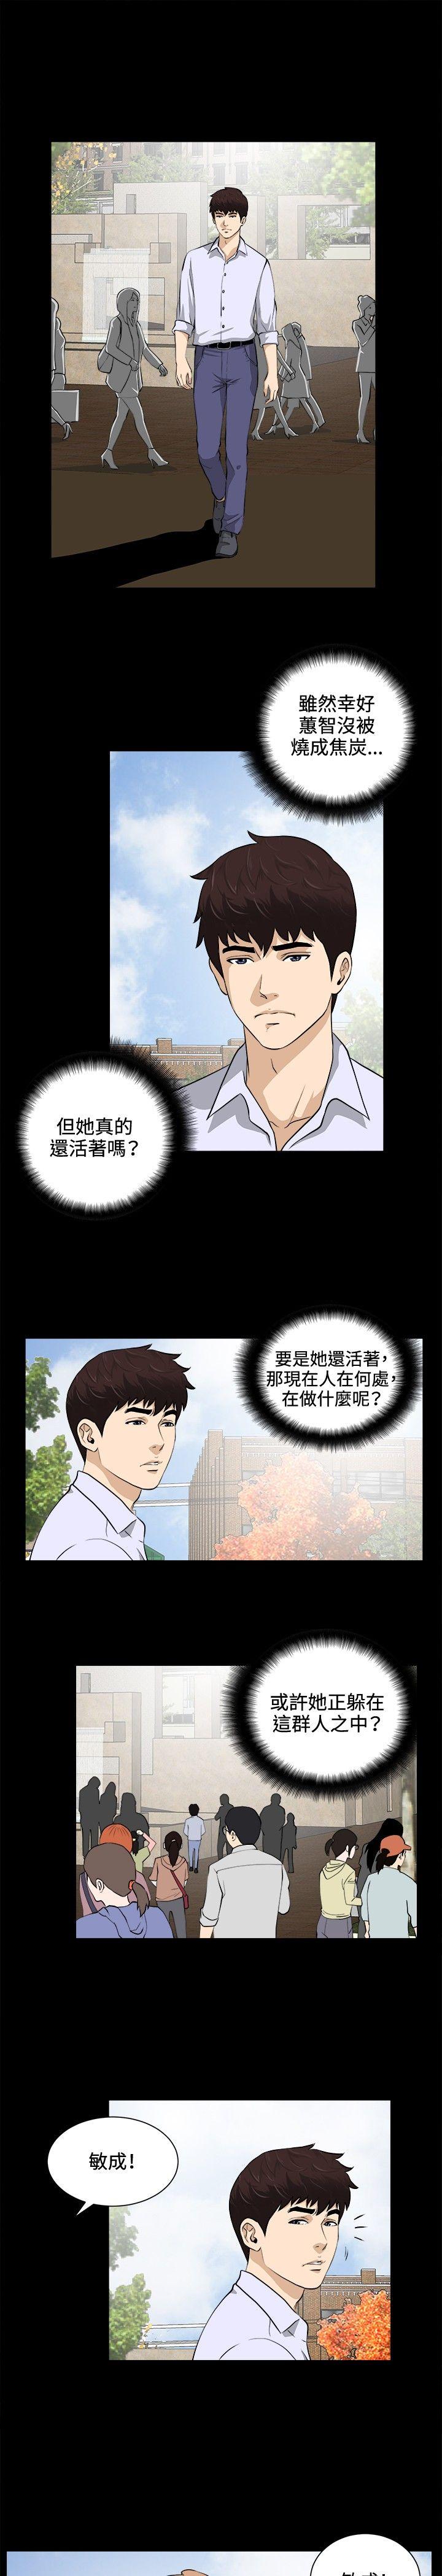 雖然幸好
蕙智沒被
燒成焦炭...
但她真的
還活著嗎？
要是她還活著，
那現在人在何處，
在做什麼呢？
或許她正躲在
這群人之中？
敏成！
敏成！